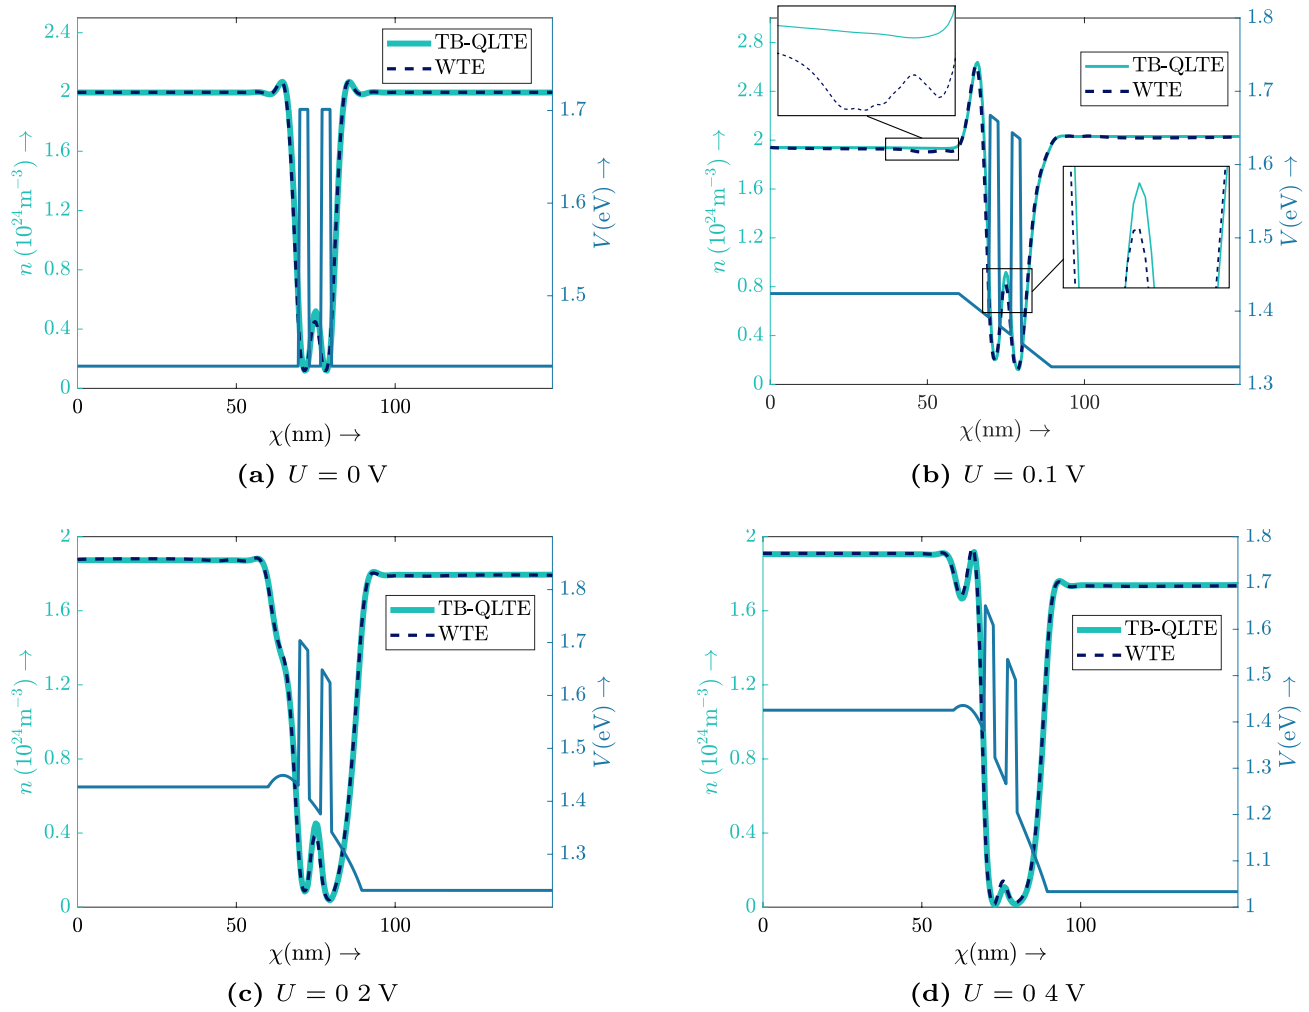 2.4
2
1.6
1.2
0.8
0.4
0
n (10²⁴m⁻³) →
0 50 100
χ(nm) →
1.7
1.6
1.5
V(eV) →
TB-QLTE
WTE
(a) U = 0 V
2.8
2.4
2
1.6
1.2
0.8
0.4
0
n (10²⁴m⁻³) →
0 50 100
χ(nm) →
1.8
1.7
1.6
1.5
1.4
1.3
V(eV) →
TB-QLTE
WTE
(b) U = 0.1 V
2
1.6
1.2
0.8
0.4
0
n (10²⁴m⁻³) →
0 50 100
χ(nm) →
1.8
1.7
1.6
1.5
1.4
1.3
V(eV) →
TB-QLTE
WTE
(c) U = 0 2 V
2
1.6
1.2
0.8
0.4
0
n (10²⁴m⁻³) →
0 50 100
χ(nm) →
1.8
1.7
1.6
1.5
1.4
1.3
1.2
1.1
1
V(eV) →
TB-QLTE
WTE
(d) U = 0 4 V